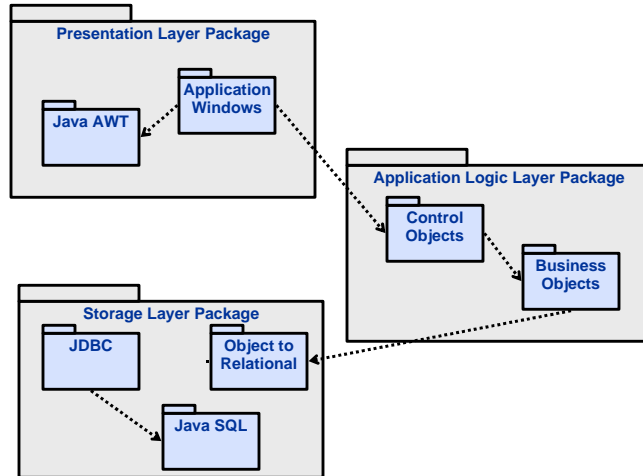 Presentation Layer Package
Application
Windows
Java AWT
Application Logic Layer Package
Control
Objects
Business
Objects
Storage Layer Package
JDBC
Object to
Relational
Java SQL